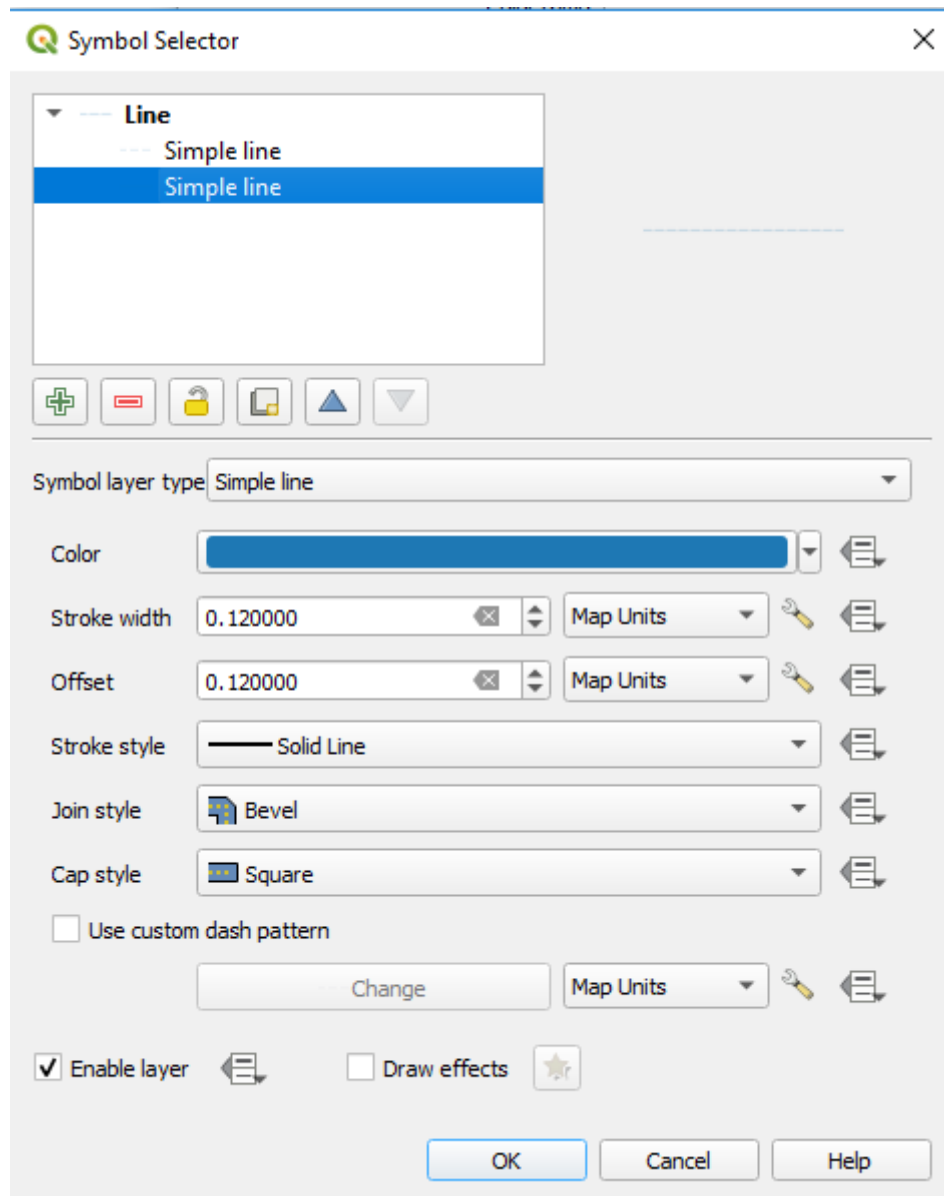 Symbol Selector
Line
Simple line
Simple line
Symbol layer type Simple line
Color
Stroke width 0.120000 Map Units
Offset 0.120000 Map Units
Stroke style Solid Line
Join style Bevel
Cap style Square
Use custom dash pattern
Change Map Units
Enable layer Draw effects
OK Cancel Help